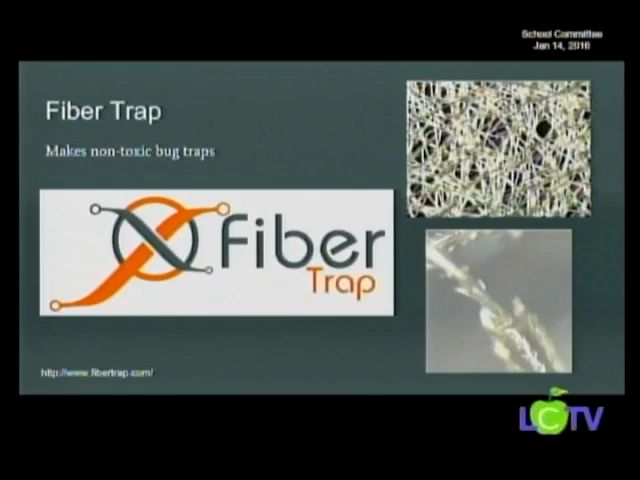 School Committee
Jan 14, 2016
Fiber Trap
Makes non-toxic bug traps
Fiber
Trap
http://www.fibertrap.com/
LCTV